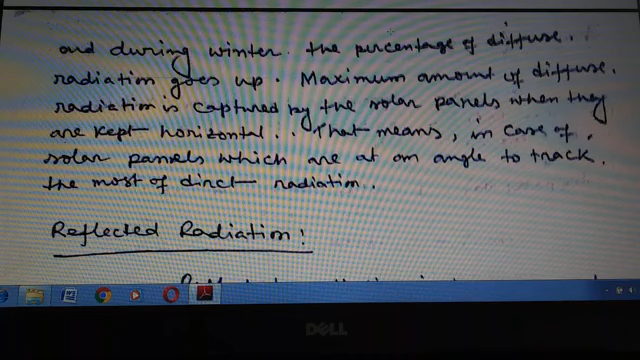 and during winter. the percentage of diffuse.
radiation goes up. Maximum amount of diffuse.
radiation is captured by the solar panels when they
are kept horizontal.. That means, in case of.
solar pannels which are at an angle to track.
the most of dirct radiation..
Reflected Radiation:
DELL